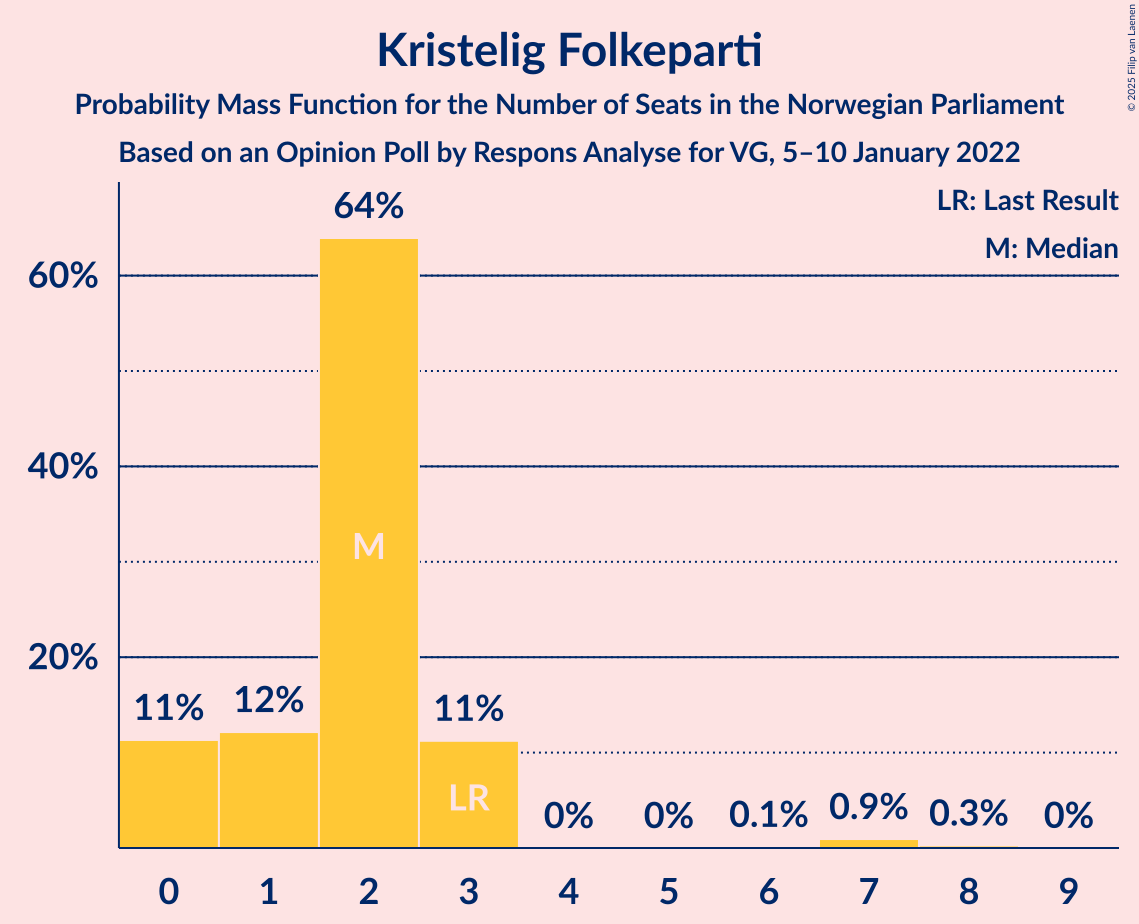 Kristelig Folkeparti
Probability Mass Function for the Number of Seats in the Norwegian Parliament
Based on an Opinion Poll by Respons Analyse for VG, 5–10 January 2022
© 2025 Filip van Laenen
LR: Last Result
M: Median
64%
60%
40%
M
20%
11% 12% 11%
LR
0% 0% 0.1% 0.9% 0.3% 0%
0 1 2 3 4 5 6 7 8 9